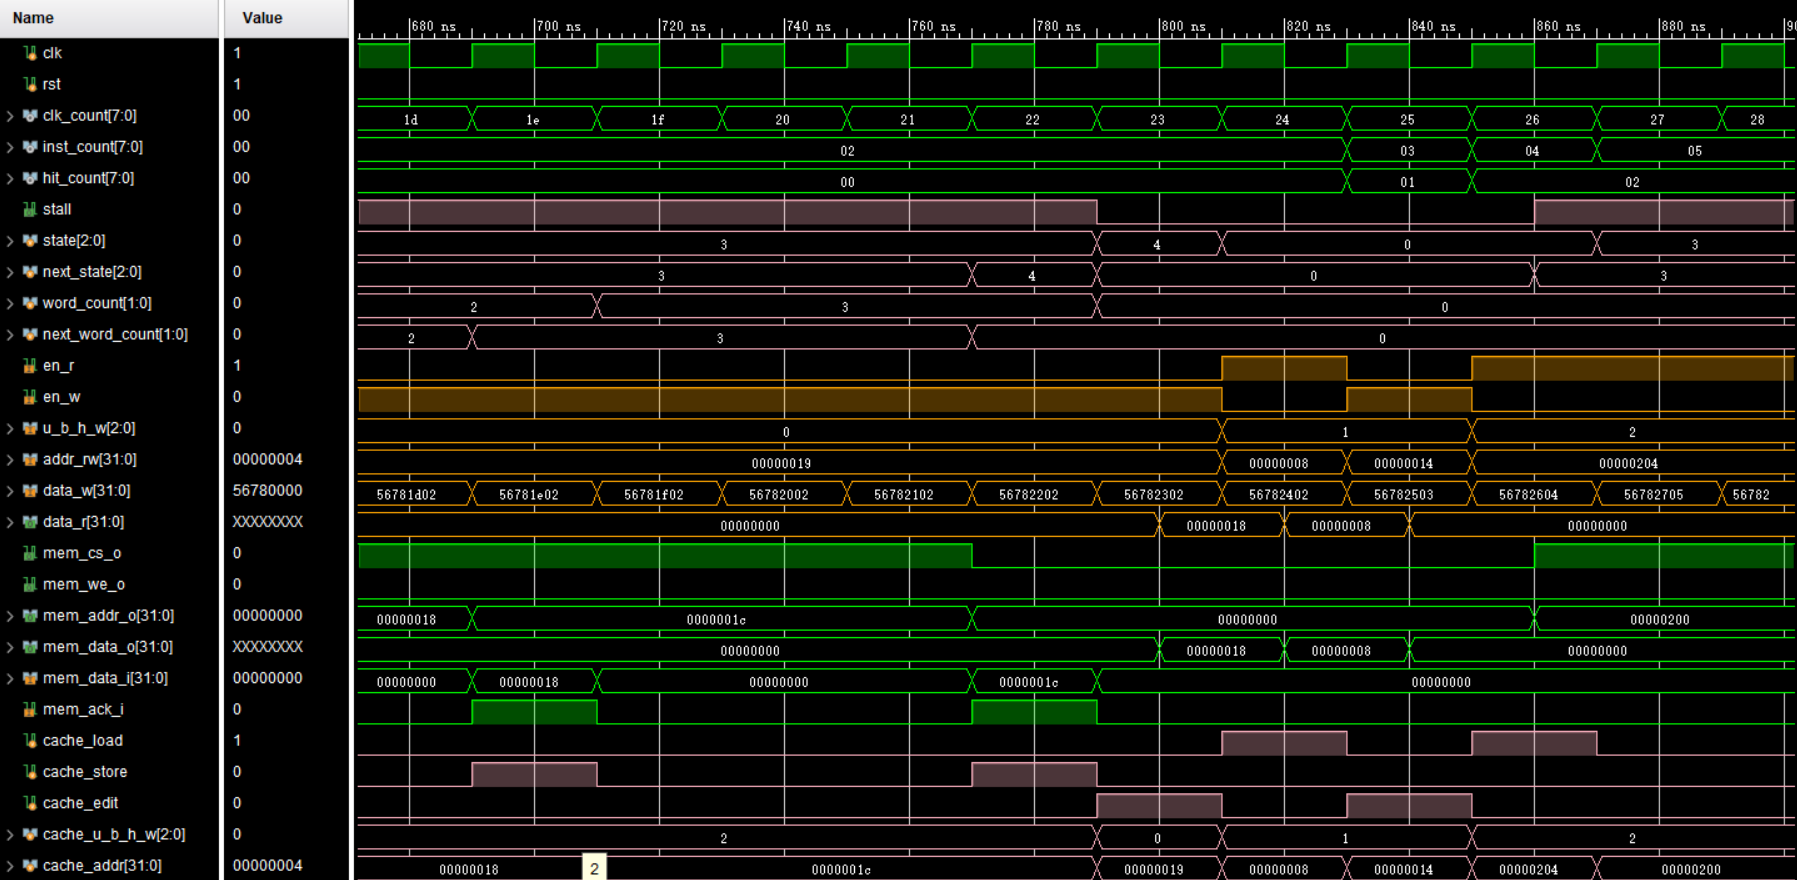 Name Value 680 ns 700 ns 720 ns 740 ns 760 ns 780 ns 800 ns 820 ns 840 ns 860 ns 880 ns
clk 1
rst 1
clk_count[7:0] 00 1d 1e 1f 20 21 22 23 24 25 26 27 28
inst_count[7:0] 00 02 03 04 05
hit_count[7:0] 00 00 01 02
stall 0
state[2:0] 0 3 4 0 3
next_state[2:0] 0 3 4 0 3
word_count[1:0] 0 2 3 0
next_word_count[1:0] 0 2 3 0
en_r 1
en_w 0
u_b_h_w[2:0] 0 0 1 2
addr_rw[31:0] 00000004 00000019 00000008 00000014 00000204
data_w[31:0] 56780000 56781d02 56781e02 56781f02 56782002 56782102 56782202 56782302 56782402 56782503 56782604 56782705 56782
data_r[31:0] XXXXXXXX 00000000 00000018 00000008 00000000
mem_cs_o 0
mem_we_o 0
mem_addr_o[31:0] 00000000 00000018 0000001c 00000000 00000200
mem_data_o[31:0] XXXXXXXX 00000000 00000018 00000008 00000000
mem_data_i[31:0] 00000000 00000000 00000018 00000000 0000001c 00000000
mem_ack_i 0
cache_load 1
cache_store 0
cache_edit 0
cache_u_b_h_w[2:0] 0 2 0 1 2
cache_addr[31:0] 00000004 00000018 2 0000001c 00000019 00000008 00000014 00000204 00000200